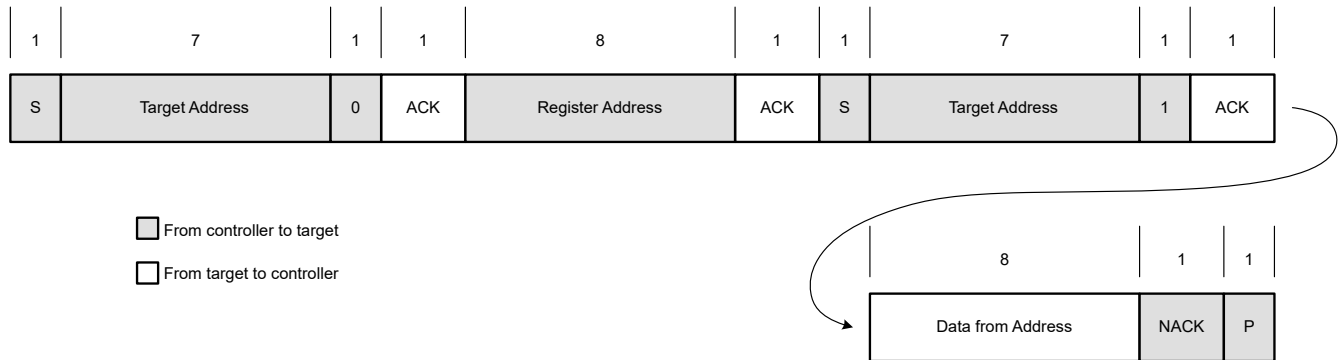 1 7 1 1 8 1 1 7 1 1
S Target Address 0 ACK Register Address ACK S Target Address 1 ACK
From controller to target
From target to controller
8 1 1
Data from Address NACK P